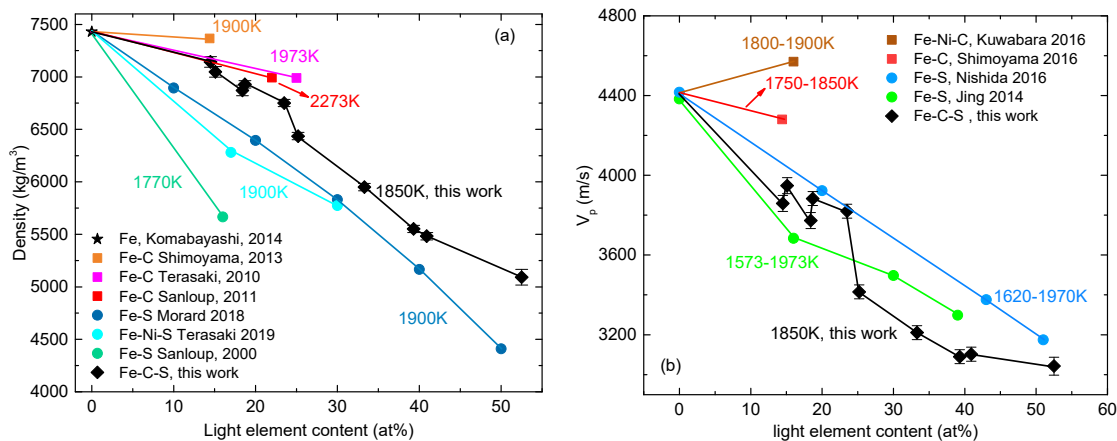 (a)
1900K
1973K
2273K
1770K
1900K
1850K, this work
1900K
Fe, Komabayashi, 2014
Fe-C Shimoyama, 2013
Fe-C Terasaki, 2010
Fe-C Sanloup, 2011
Fe-S Morard 2018
Fe-Ni-S Terasaki 2019
Fe-S Sanloup, 2000
Fe-C-S, this work
Density (kg/m3)
7500
7000
6500
6000
5500
5000
4500
4000
0 10 20 30 40 50
Light element content (at%)
1800-1900K
1750-1850K
Fe-Ni-C, Kuwabara 2016
Fe-C, Shimoyama 2016
Fe-S, Nishida 2016
Fe-S, Jing 2014
Fe-C-S , this work
1573-1973K
1620-1970K
1850K, this work
(b)
Vp (m/s)
4800
4400
4000
3600
3200
0 10 20 30 40 50 60
light element content (at%)